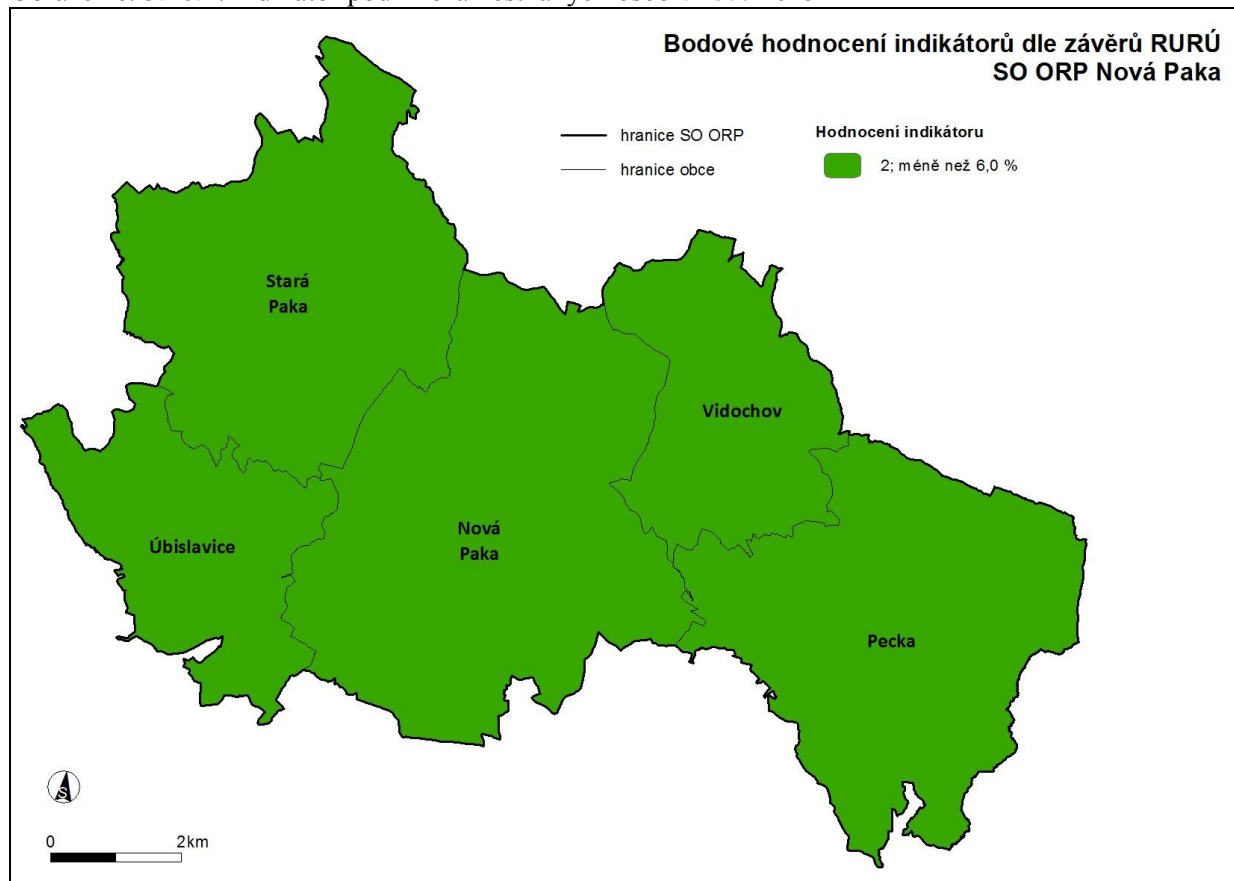 Bodové hodnocení indikátorů dle závěrů RURÚ
SO ORP Nová Paka
hranice SO ORP
hranice obce
Hodnocení indikátoru
2; méně než 6,0 %
Stará
Paka
Vidochov
Úbislavice
Nová
Paka
Pecka
S
0 2km